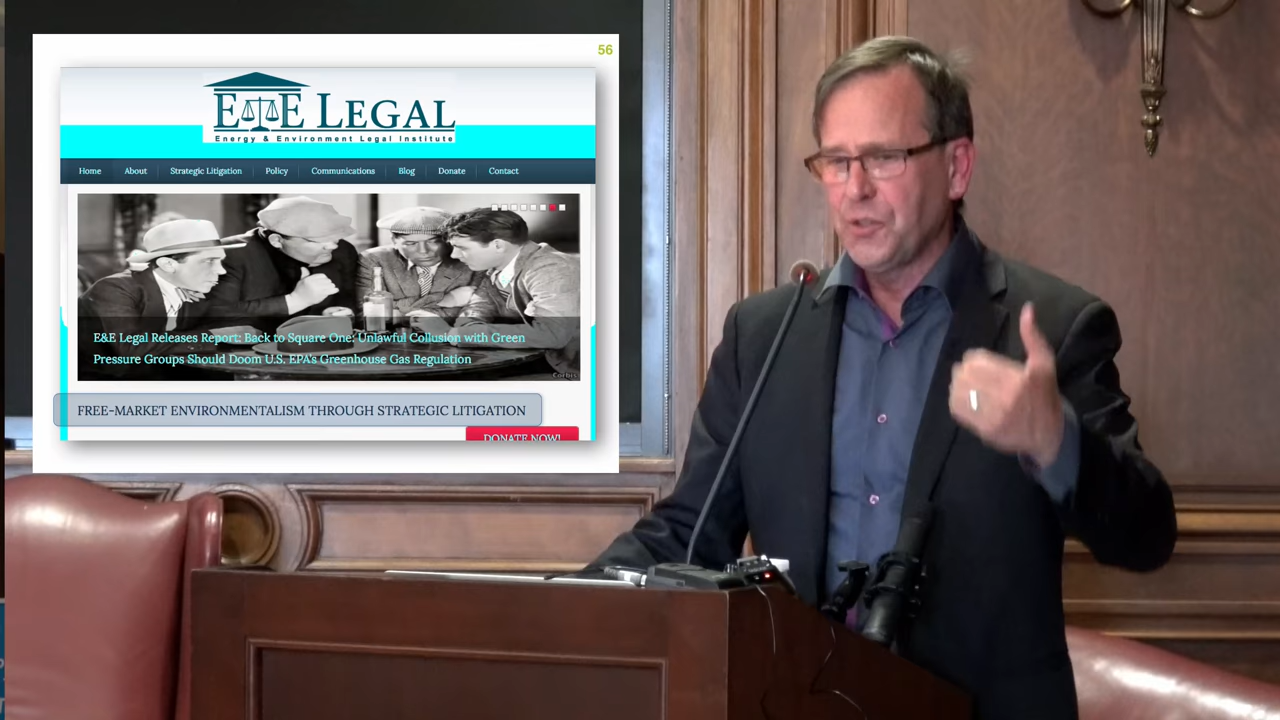 56
E&E LEGAL
Energy & Environment Legal Institute
Home About Strategic Litigation Policy Communications Blog Donate Contact
E&E Legal Releases Report: Back to Square One: Unlawful Collusion with Green
Pressure Groups Should Doom U.S. EPA's Greenhouse Gas Regulation
Corbis
FREE-MARKET ENVIRONMENTALISM THROUGH STRATEGIC LITIGATION
DONATE NOW!